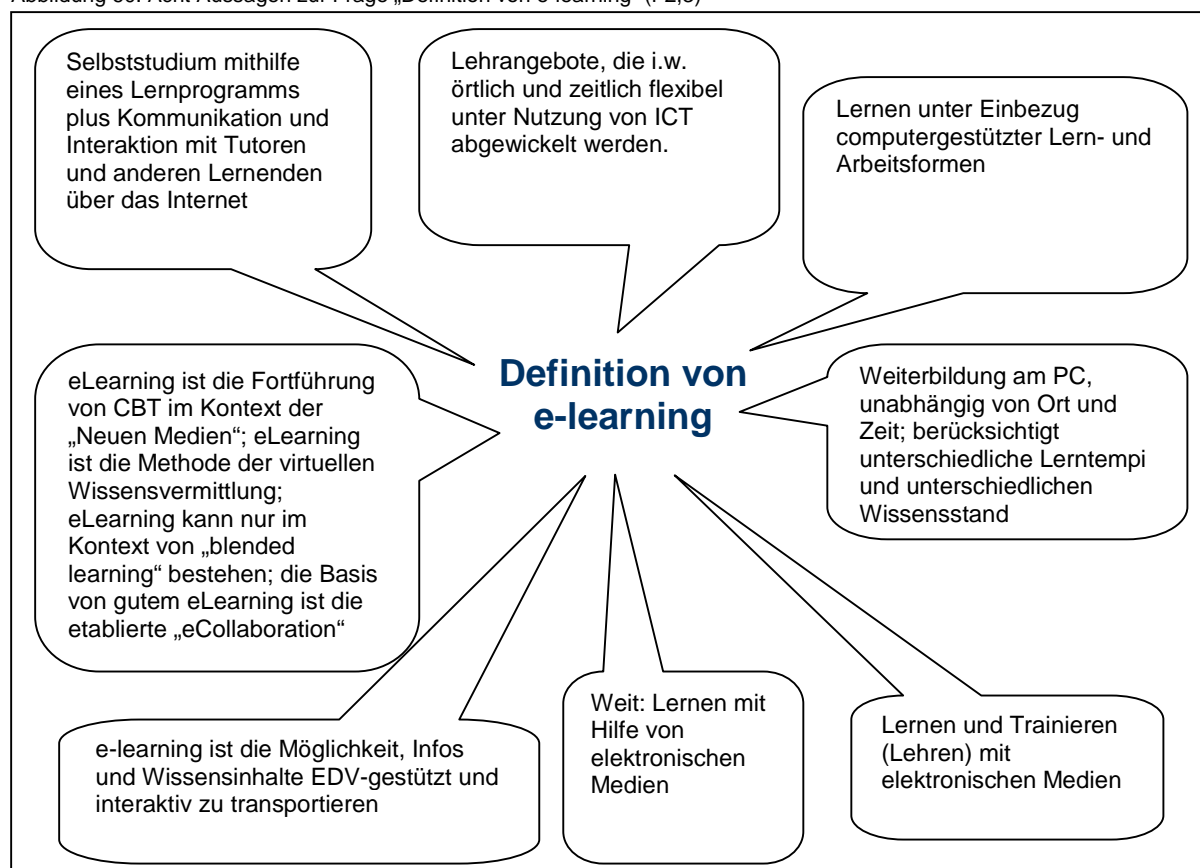 Selbststudium mithilfe
eines Lernprogramms
plus Kommunikation und
Interaktion mit Tutoren
und anderen Lernenden
über das Internet
Lehrangebote, die i.w.
örtlich und zeitlich flexibel
unter Nutzung von ICT
abgewickelt werden.
Lernen unter Einbezug
computergestützter Lern- und
Arbeitsformen
Definition von
e-learning
eLearning ist die Fortführung
von CBT im Kontext der
„Neuen Medien“; eLearning
ist die Methode der virtuellen
Wissensvermittlung;
eLearning kann nur im
Kontext von „blended
learning“ bestehen; die Basis
von gutem eLearning ist die
etablierte „eCollaboration“
Weiterbildung am PC,
unabhängig von Ort und
Zeit; berücksichtigt
unterschiedliche Lerntempi
und unterschiedlichen
Wissensstand
e-learning ist die Möglichkeit, Infos
und Wissensinhalte EDV-gestützt und
interaktiv zu transportieren
Weit: Lernen mit
Hilfe von
elektronischen
Medien
Lernen und Trainieren
(Lehren) mit
elektronischen Medien